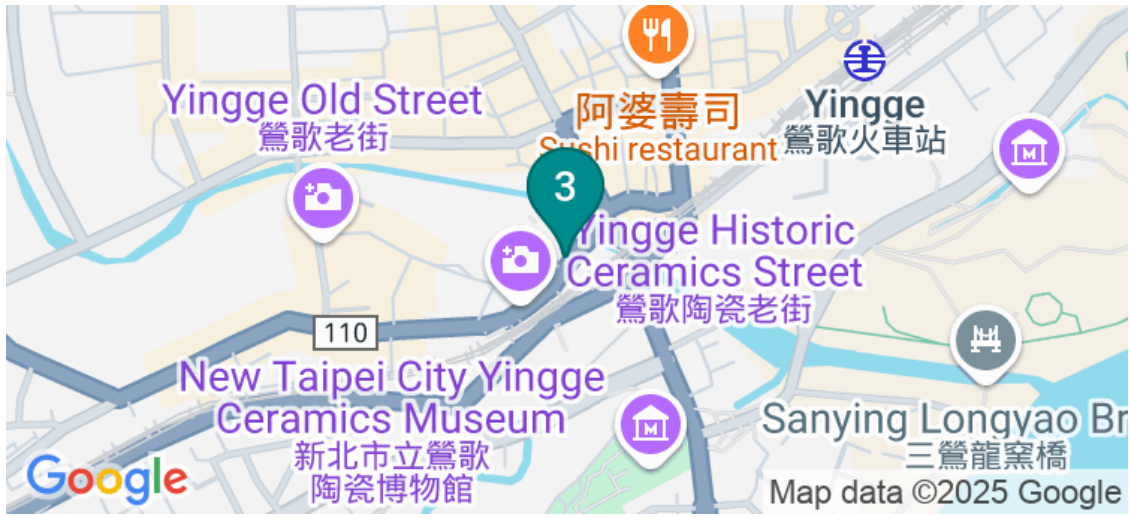 Yingge Old Street
鶯歌老街
阿婆壽司
Sushi restaurant
Yingge
鶯歌火車站
3
Yingge Historic
Ceramics Street
鶯歌陶瓷老街
110
New Taipei City Yingge
Ceramics Museum
新北市立鶯歌
陶瓷博物館
Sanying Longyao Br
三鶯龍窯橋
Google
Map data ©2025 Google